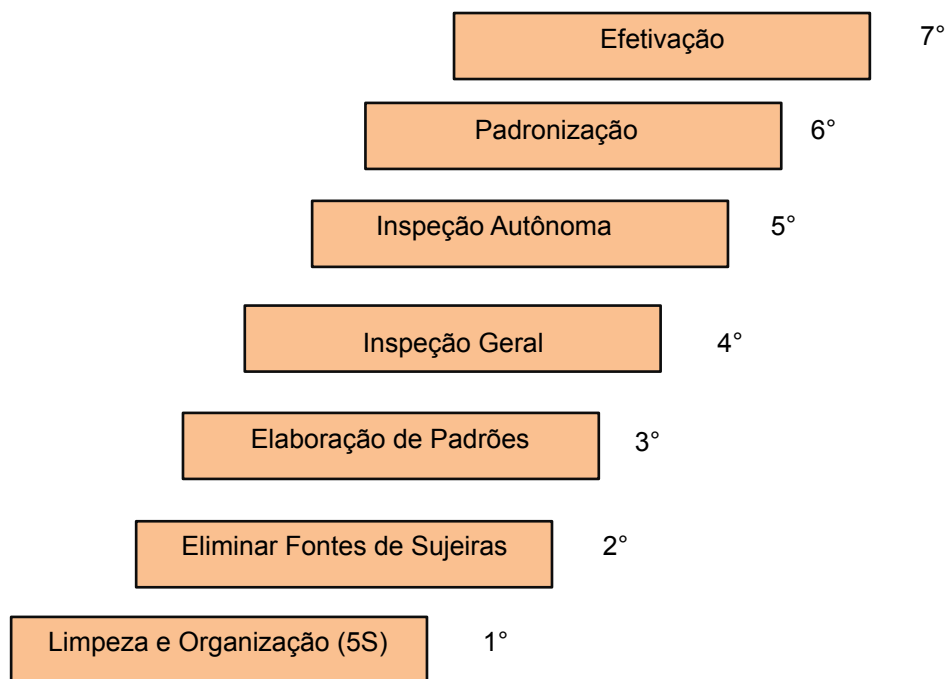 Efetivação 7°
Padronização 6°
Inspeção Autônoma 5°
Inspeção Geral 4°
Elaboração de Padrões 3°
Eliminar Fontes de Sujeiras 2°
Limpeza e Organização (5S) 1°